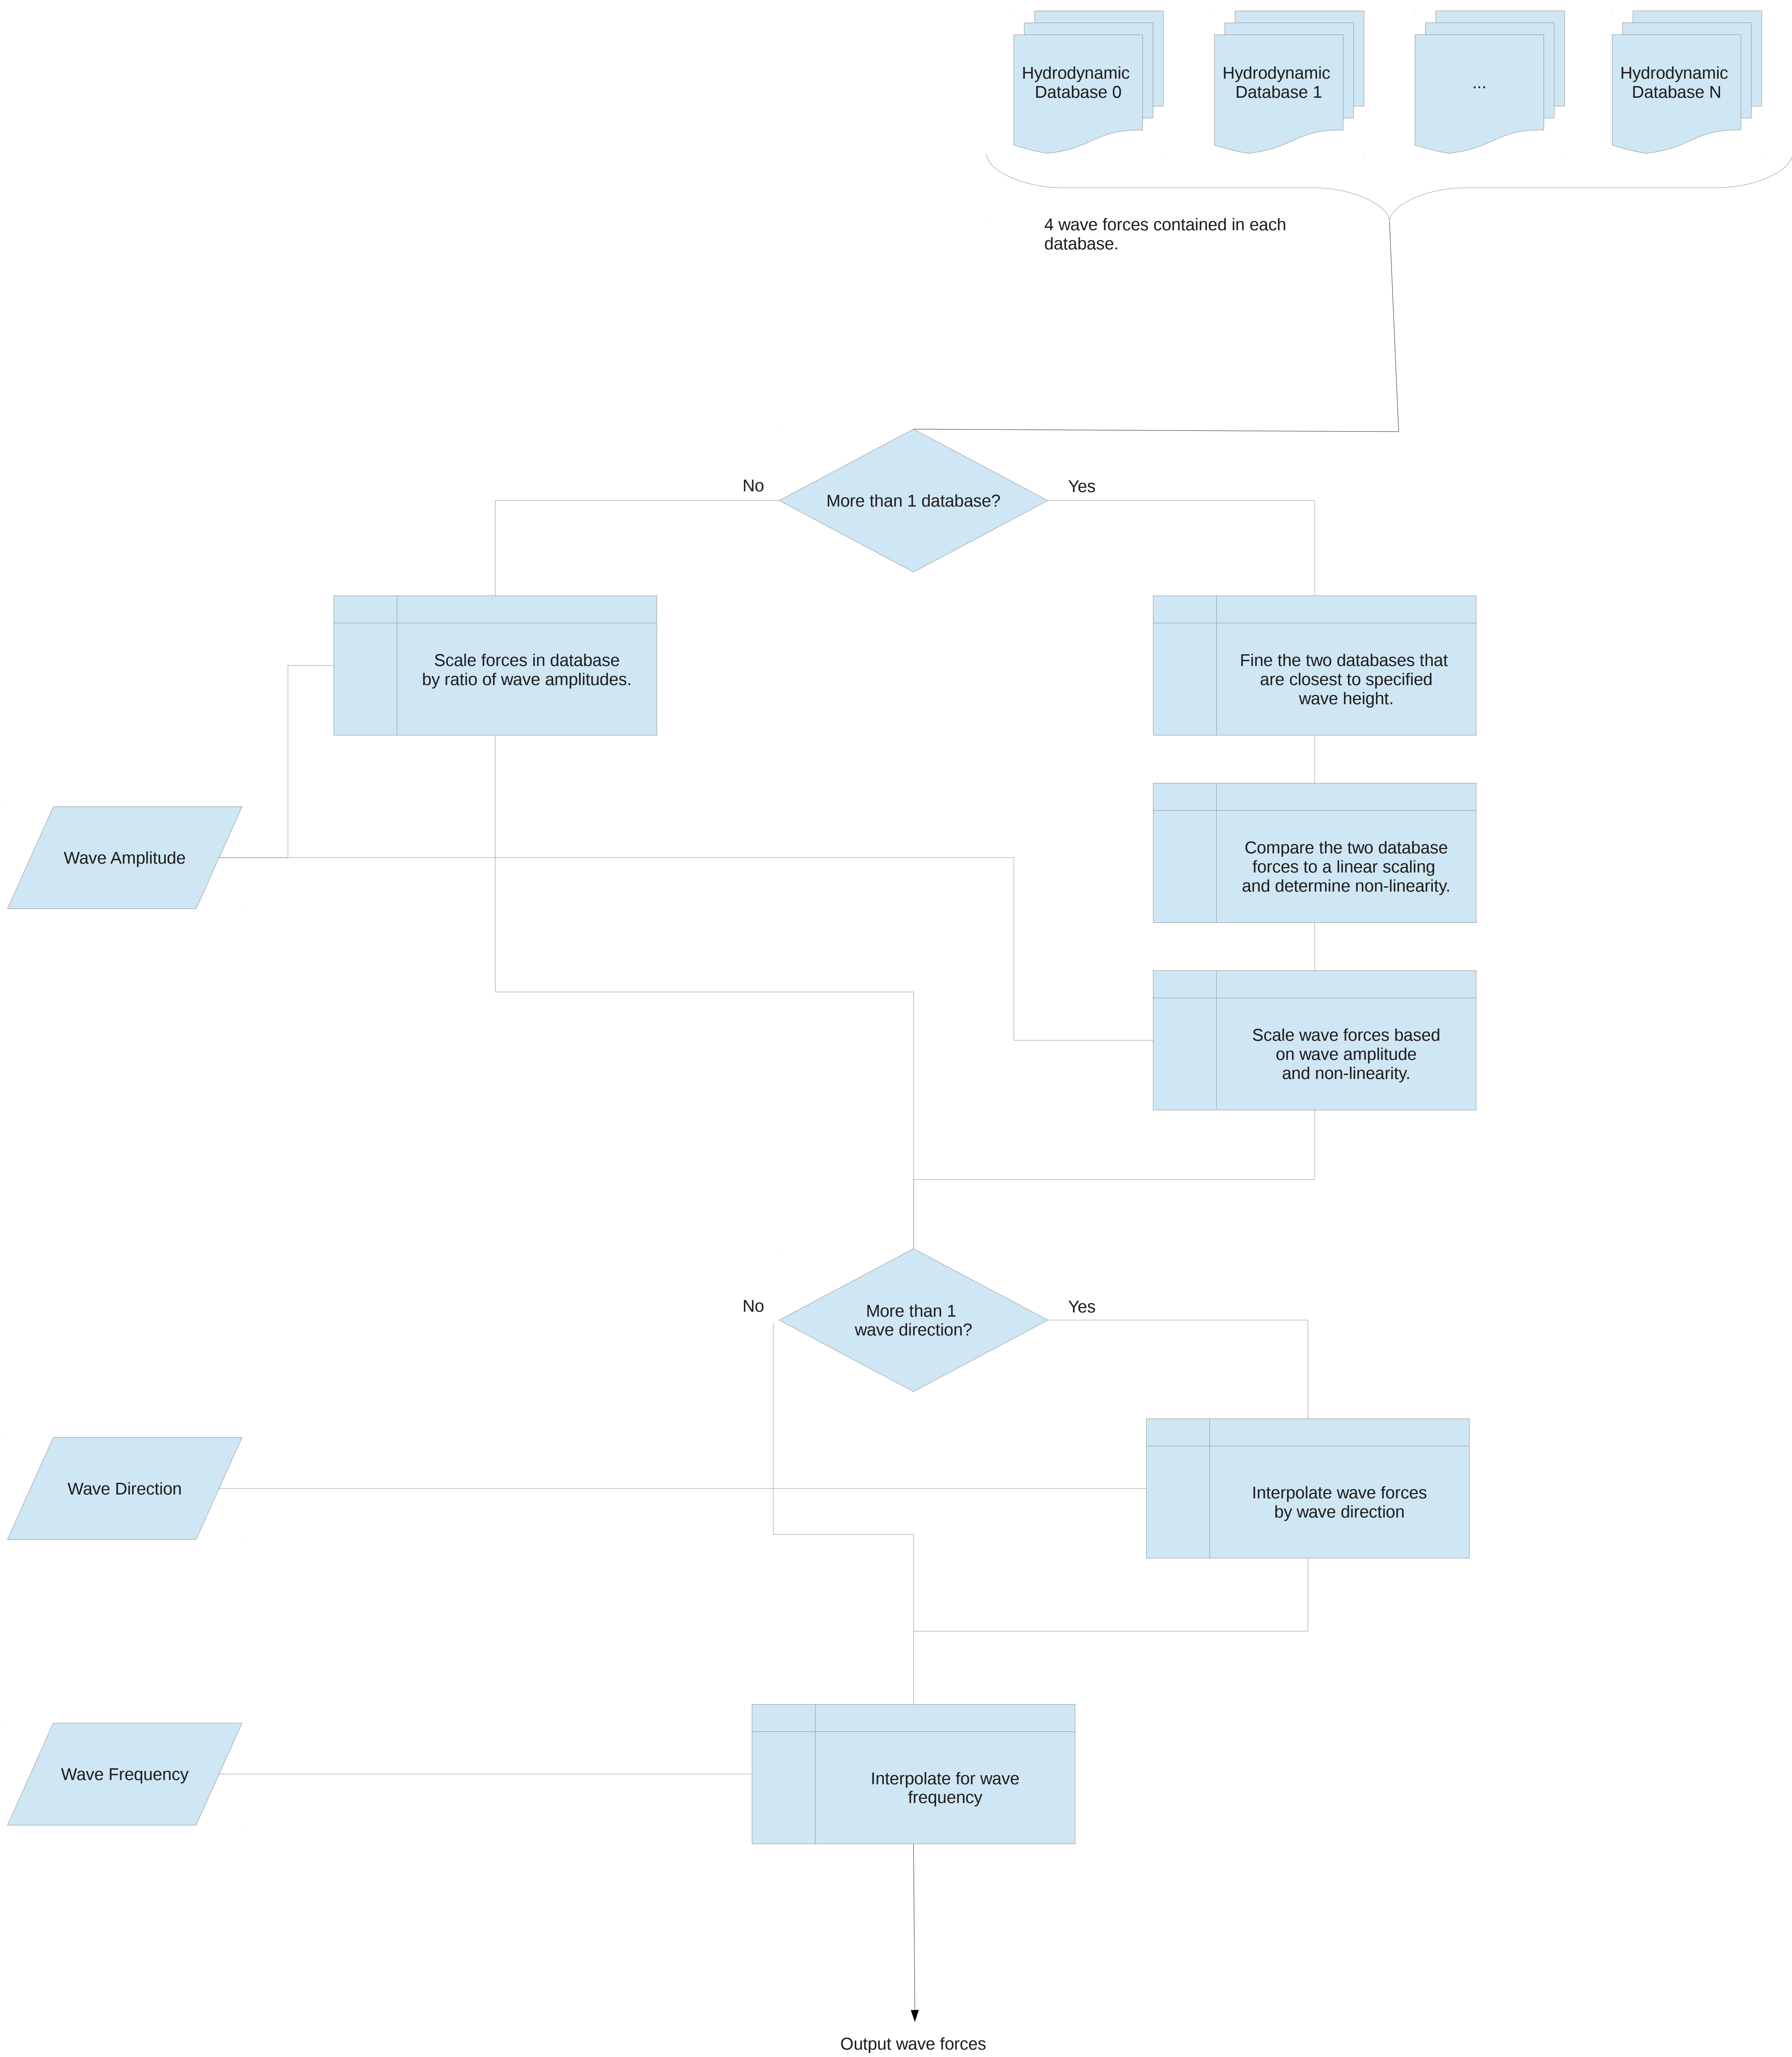 Hydrodynamic
Database 0
Hydrodynamic
Database 1
...
Hydrodynamic
Database N
4 wave forces contained in each
database.
No
Yes
More than 1 database?
Scale forces in database
by ratio of wave amplitudes.
Fine the two databases that
are closest to specified
wave height.
Wave Amplitude
Compare the two database
forces to a linear scaling
and determine non-linearity.
Scale wave forces based
on wave amplitude
and non-linearity.
No
Yes
More than 1
wave direction?
Wave Direction
Interpolate wave forces
by wave direction
Wave Frequency
Interpolate for wave
frequency
Output wave forces